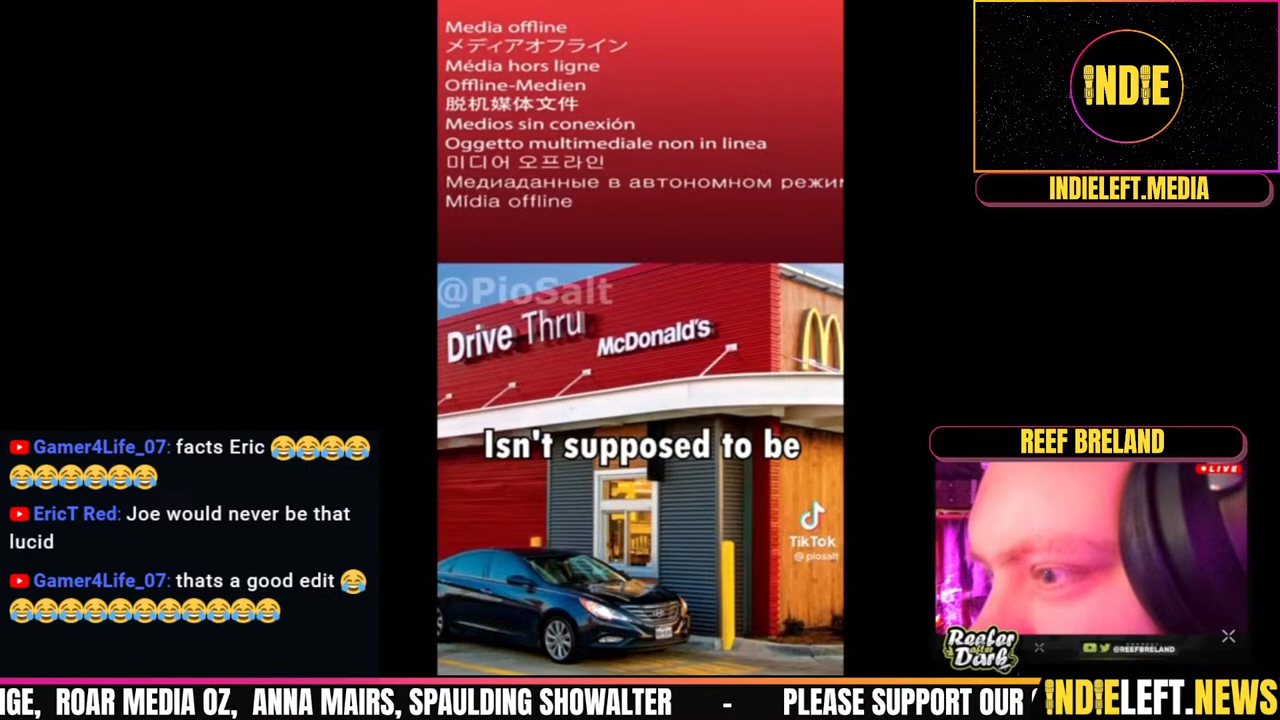 Media offline
メディアオフライン
Média hors ligne
Offline-Medien
脱机媒体文件
Medios sin conexión
Oggetto multimediale non in linea
미디어 오프라인
Медиаданные в автономном режи
Mídia offline
INDIE
INDIELEFT.MEDIA
@PioSalt
Drive Thru
McDonald's
Isn't supposed to be
TikTok
@piosalt
Gamer4Life_07: facts Eric 😂😂😂😂
😂😂😂😂😂😂
EricT Red: Joe would never be that
lucid
Gamer4Life_07: thats a good edit 😂
😂😂😂😂😂😂😂😂😂😂😂
REEF BRELAND
LIVE
Reefer
after
Dark
@REEFBRELAND
NGE, ROAR MEDIA OZ, ANNA MAIRS, SPAULDING SHOWALTER - PLEASE SUPPORT OUR
INDIELEFT.NEWS